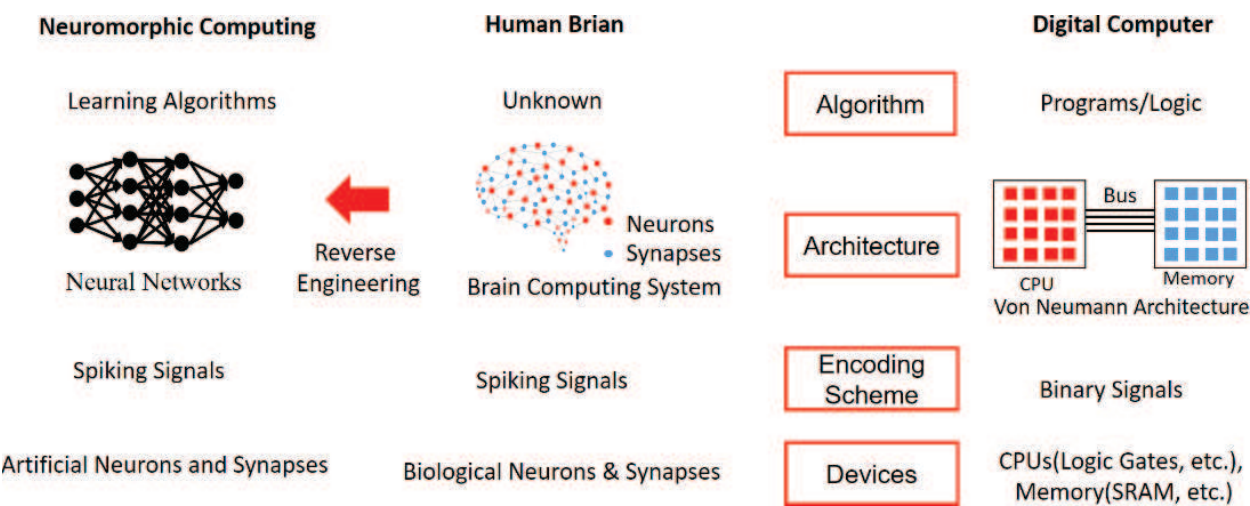 Neuromorphic Computing
Human Brian
Digital Computer
Learning Algorithms
Unknown
Algorithm
Programs/Logic
Neural Networks
Reverse
Engineering
Neurons
Synapses
Brain Computing System
Architecture
Bus
CPU
Memory
Von Neumann Architecture
Spiking Signals
Spiking Signals
Encoding
Scheme
Binary Signals
Artificial Neurons and Synapses
Biological Neurons & Synapses
Devices
CPUs(Logic Gates, etc.),
Memory(SRAM, etc.)